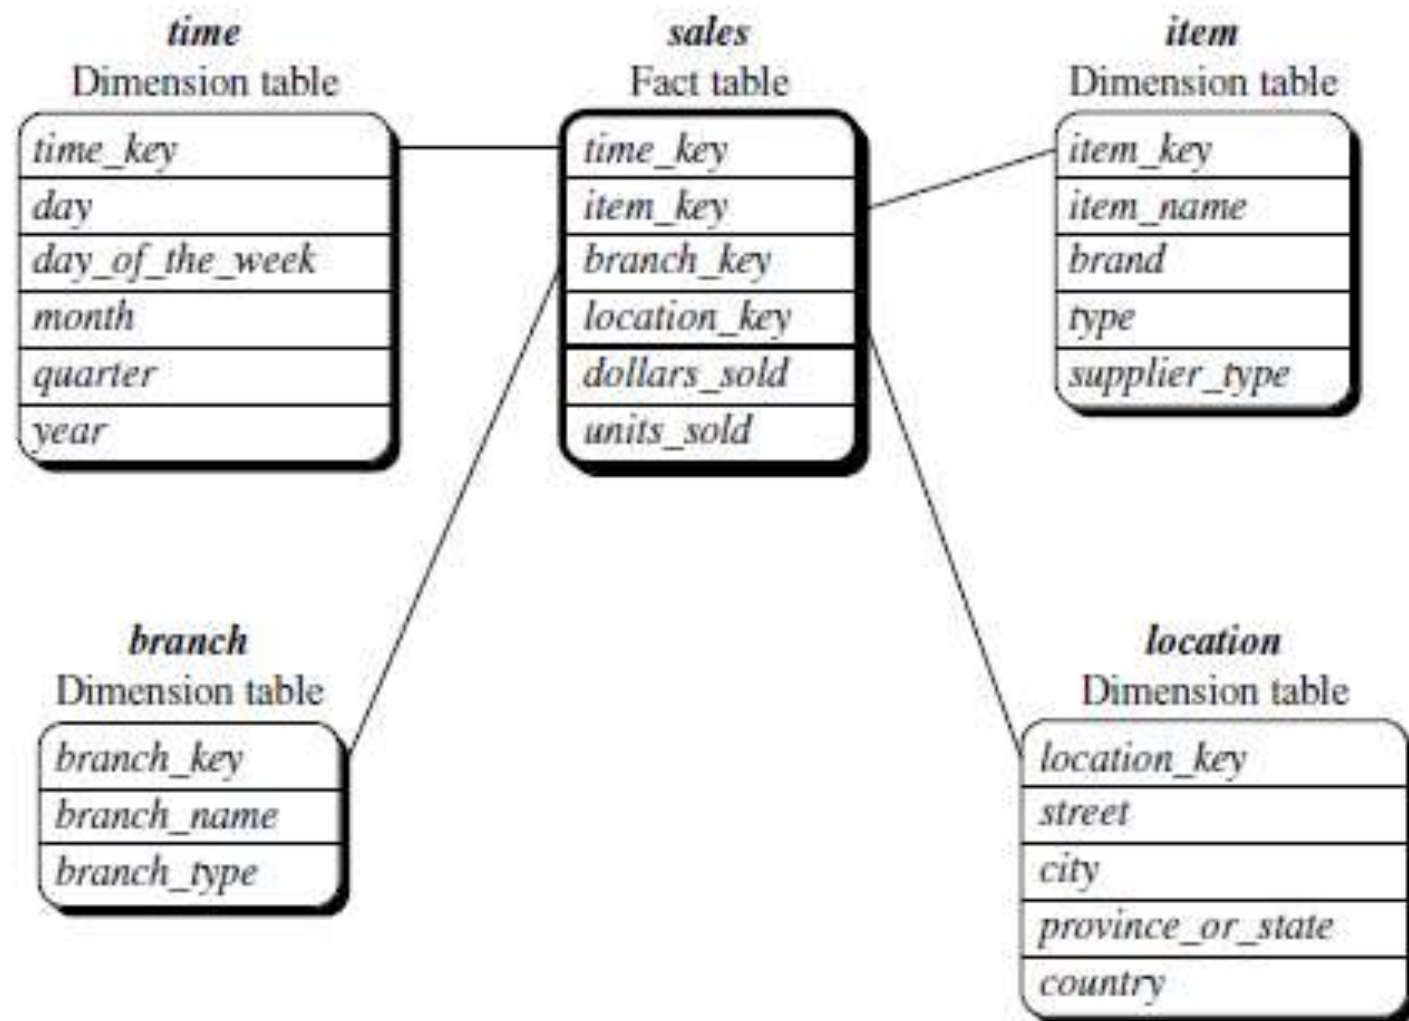 time
Dimension table
time_key
day
day_of_the_week
month
quarter
year
sales
Fact table
time_key
item_key
branch_key
location_key
dollars_sold
units_sold
item
Dimension table
item_key
item_name
brand
type
supplier_type
branch
Dimension table
branch_key
branch_name
branch_type
location
Dimension table
location_key
street
city
province_or_state
country